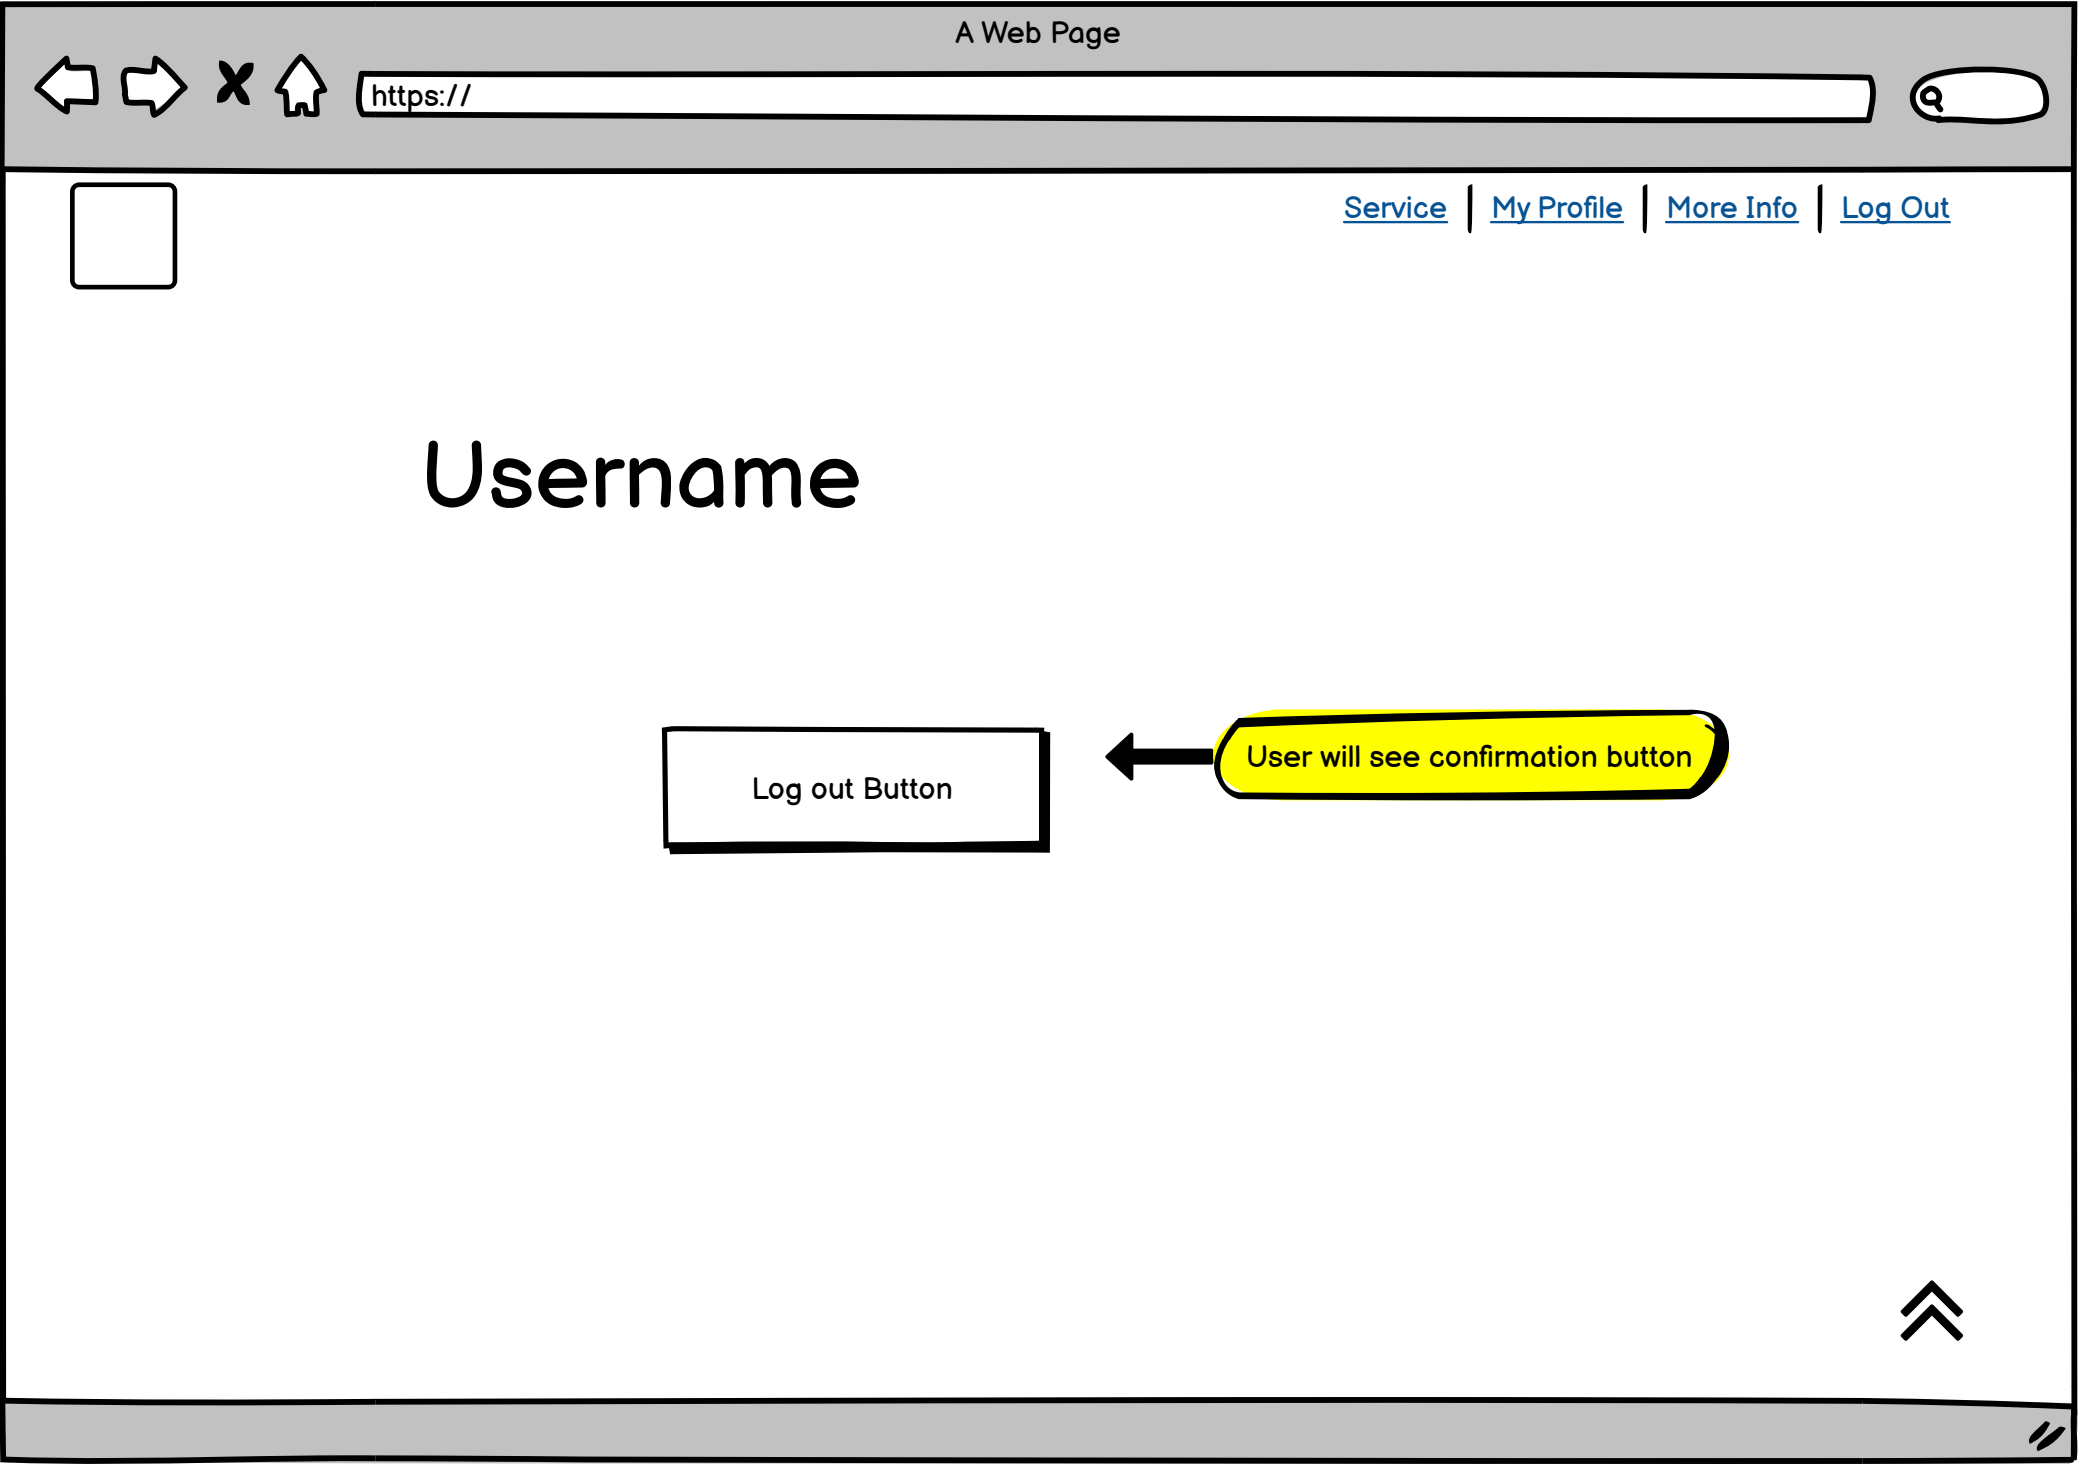 A Web Page
https://
Service | My Profile | More Info | Log Out
Username
User will see confirmation button
Log out Button